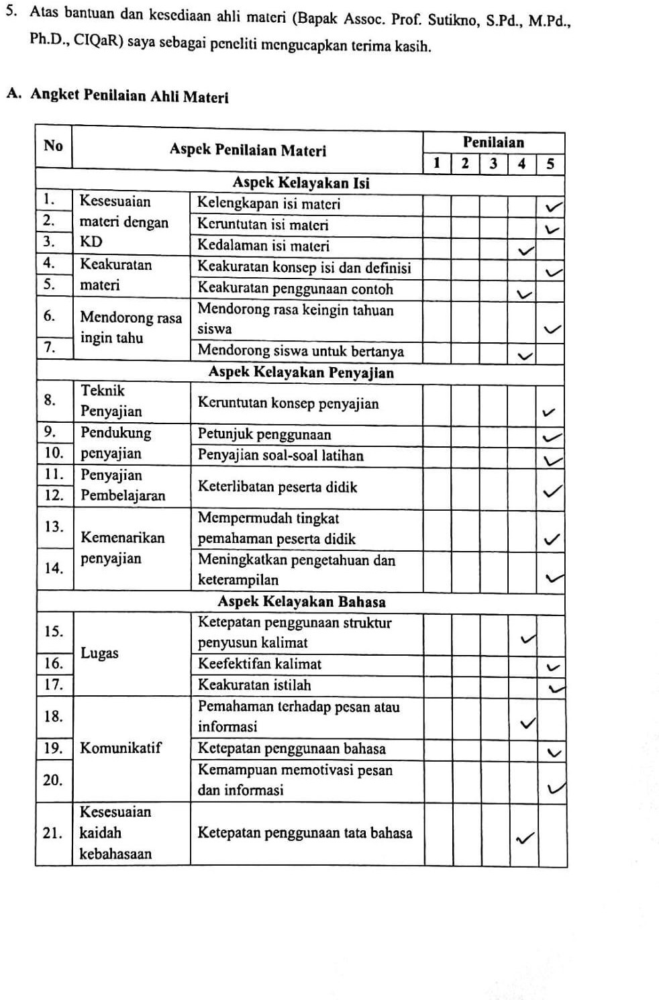 5. Atas bantuan dan kesediaan ahli materi (Bapak Assoc. Prof. Sutikno, S.Pd., M.Pd.,
Ph.D., CIQaR) saya sebagai peneliti mengucapkan terima kasih.
A. Angket Penilaian Ahli Materi
No Aspek Penilaian Materi Penilaian
1 2 3 4 5
Aspek Kelayakan Isi
1. Kesesuaian Kelengkapan isi materi ✓
2. materi dengan Keruntutan isi materi ✓
3. KD Kedalaman isi materi ✓
4. Keakuratan Keakuratan konsep isi dan definisi ✓
5. materi Keakuratan penggunaan contoh ✓
6. Mendorong rasa Mendorong rasa keingin tahuan
ingin tahu siswa ✓
7. Mendorong siswa untuk bertanya ✓
Aspek Kelayakan Penyajian
8. Teknik
Penyajian Keruntutan konsep penyajian ✓
9. Pendukung Petunjuk penggunaan ✓
10. penyajian Penyajian soal-soal latihan ✓
11. Penyajian Keterlibatan peserta didik ✓
12. Pembelajaran
13. Mempermudah tingkat
Kemenarikan pemahaman peserta didik ✓
14. penyajian Meningkatkan pengetahuan dan
keterampilan ✓
Aspek Kelayakan Bahasa
15. Ketepatan penggunaan struktur
penyusun kalimat ✓
Lugas
16. Keefektifan kalimat ✓
17. Keakuratan istilah ✓
18. Pemahaman terhadap pesan atau
informasi ✓
19. Komunikatif Ketepatan penggunaan bahasa ✓
20. Kemampuan memotivasi pesan
dan informasi ✓
Kesesuaian
21. kaidah Ketepatan penggunaan tata bahasa ✓
kebahasaan